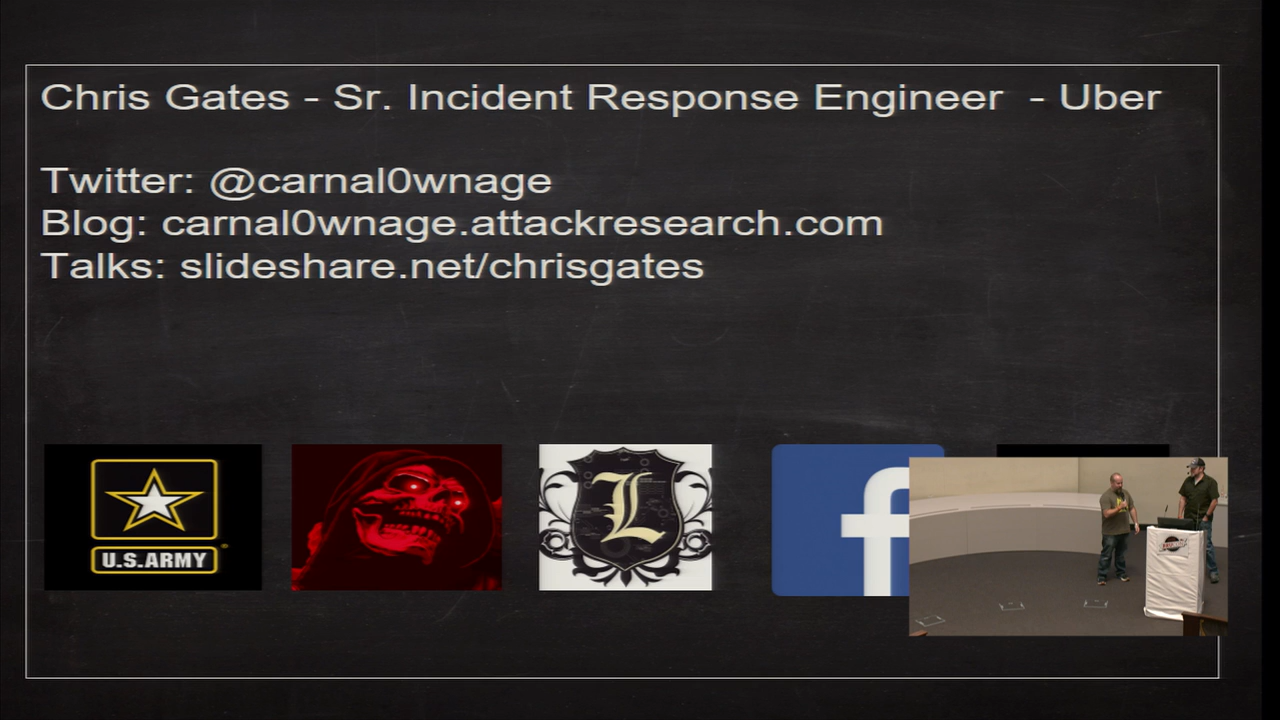 Chris Gates - Sr. Incident Response Engineer - Uber
Twitter: @carnal0wnage
Blog: carnal0wnage.attackresearch.com
Talks: slideshare.net/chrisgates
U.S.ARMY
L
f